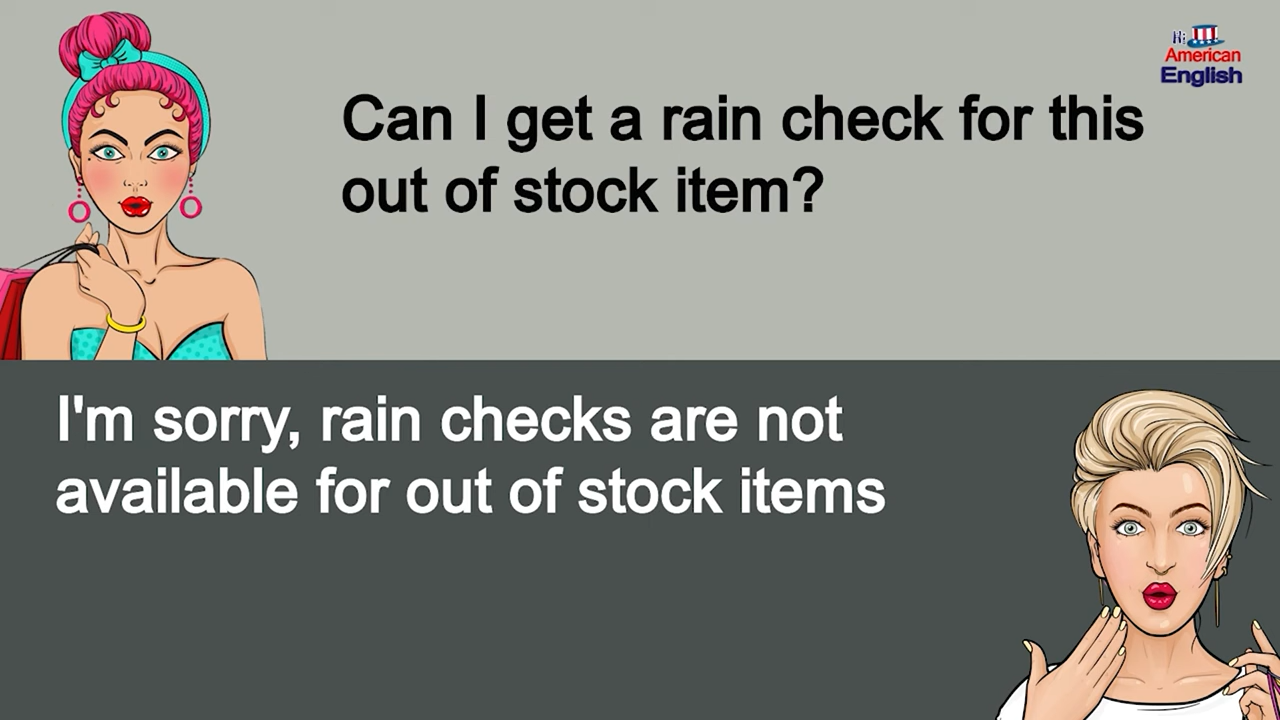 Hi
American
English
Can I get a rain check for this
out of stock item?
I'm sorry, rain checks are not
available for out of stock items